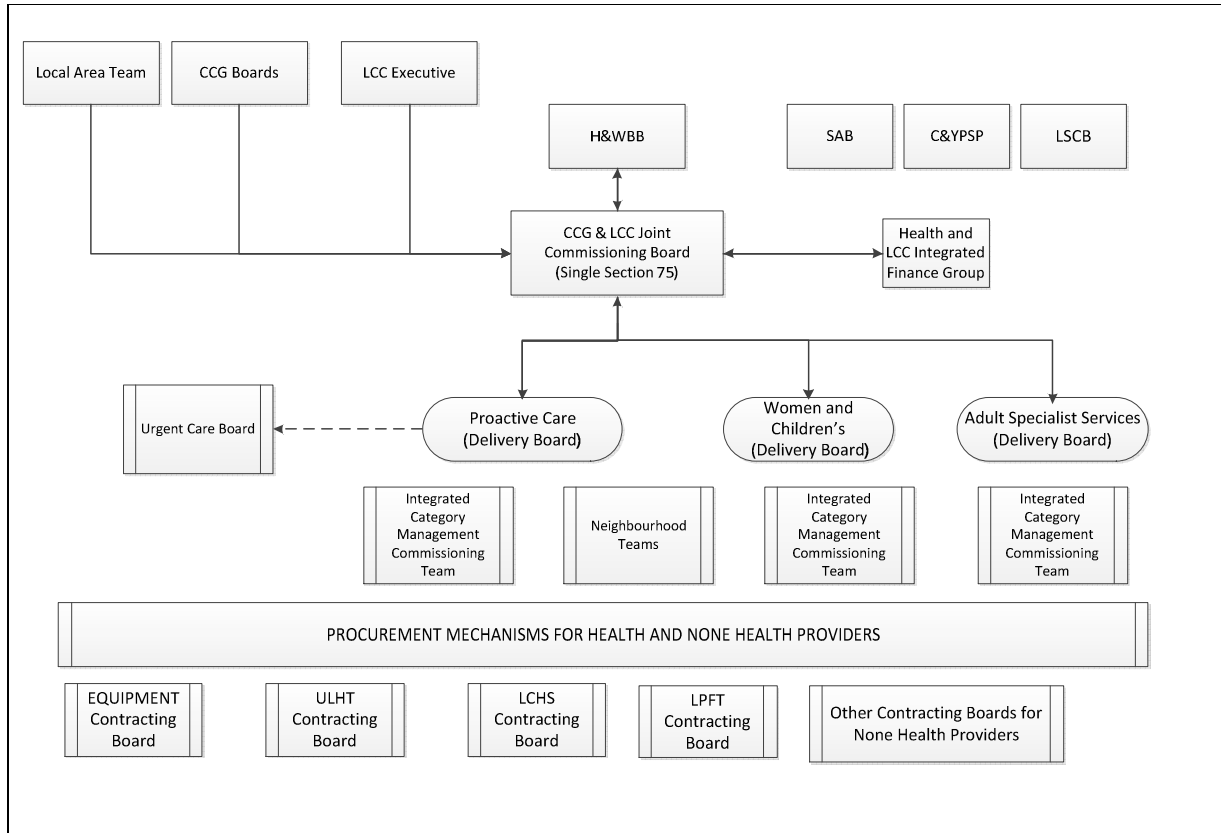 Local Area Team
CCG Boards
LCC Executive
H&WBB
SAB
C&YPSP
LSCB
CCG & LCC Joint
Commissioning Board
(Single Section 75)
Health and
LCC Integrated
Finance Group
Urgent Care Board
Proactive Care
(Delivery Board)
Women and
Children's
(Delivery Board)
Adult Specialist Services
(Delivery Board)
Integrated
Category
Management
Commissioning
Team
Neighbourhood
Teams
Integrated
Category
Management
Commissioning
Team
Integrated
Category
Management
Commissioning
Team
PROCUREMENT MECHANISMS FOR HEALTH AND NONE HEALTH PROVIDERS
EQUIPMENT
Contracting
Board
ULHT
Contracting
Board
LCHS
Contracting
Board
LPFT
Contracting
Board
Other Contracting Boards for
None Health Providers